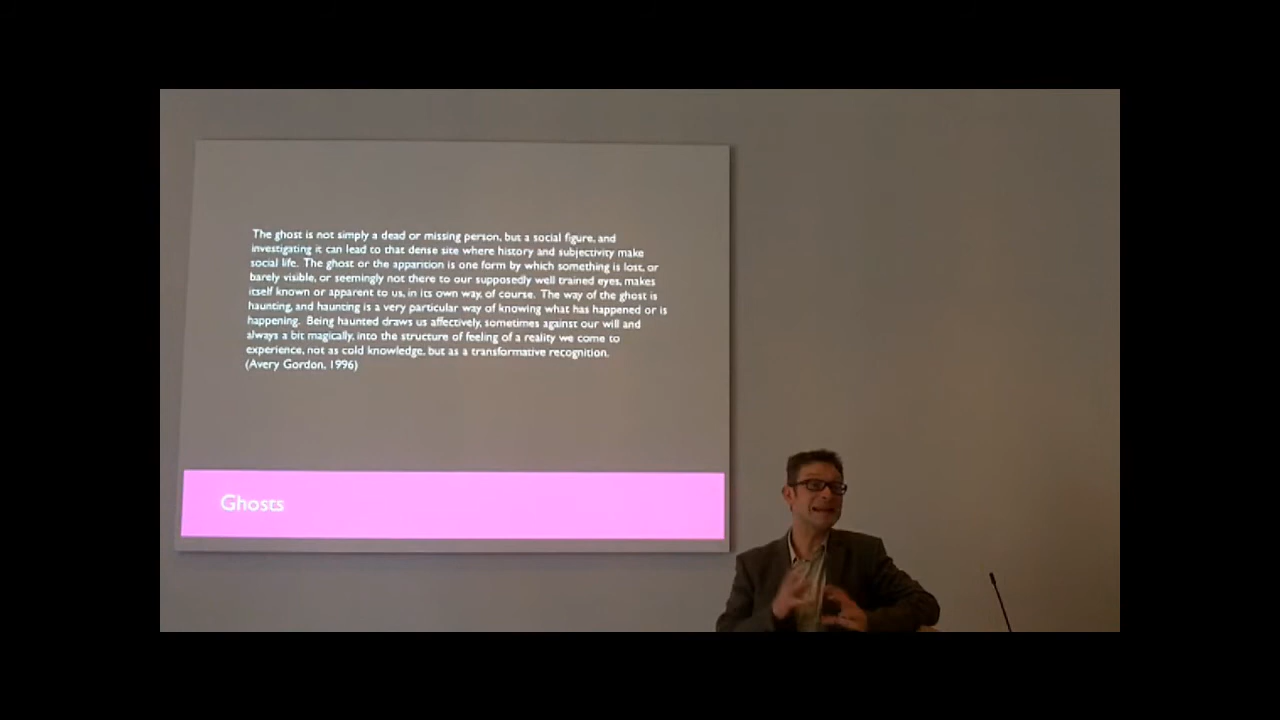 The ghost is not simply a dead or missing person, but a social figure, and
investigating it can lead to that dense site where history and subjectivity make
social life. The ghost or the apparition is one form by which something is lost, or
barely visible, or seemingly not there to our supposedly well trained eyes, makes
itself known or apparent to us, in its own way, of course. The way of the ghost is
haunting, and haunting is a very particular way of knowing what has happened or is
happening. Being haunted draws us affectively, sometimes against our will and
always a bit magically, into the structure of feeling of a reality we come to
experience, not as cold knowledge, but as a transformative recognition.
(Avery Gordon, 1996)
Ghosts